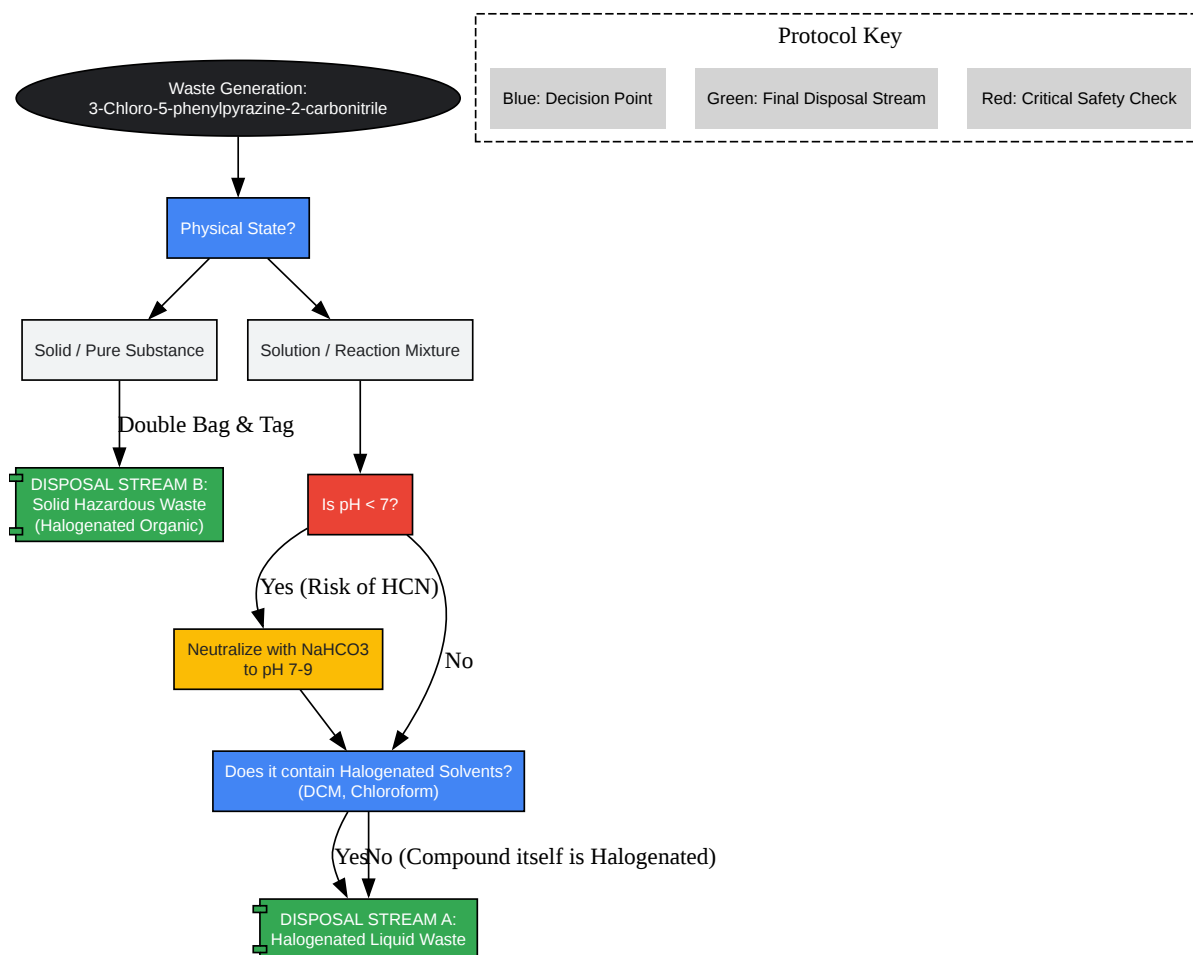 Protocol Key
Blue: Decision Point
Green: Final Disposal Stream
Red: Critical Safety Check
Waste Generation:
3-Chloro-5-phenylpyrazine-2-carbonitrile
Physical State?
Solid / Pure Substance
Solution / Reaction Mixture
Double Bag & Tag
DISPOSAL STREAM B:
Solid Hazardous Waste
(Halogenated Organic)
Is pH < 7?
Yes (Risk of HCN)
Neutralize with NaHCO3
to pH 7-9
No
Does it contain Halogenated Solvents?
(DCM, Chloroform)
Yes
No (Compound itself is Halogenated)
DISPOSAL STREAM A:
Halogenated Liquid Waste